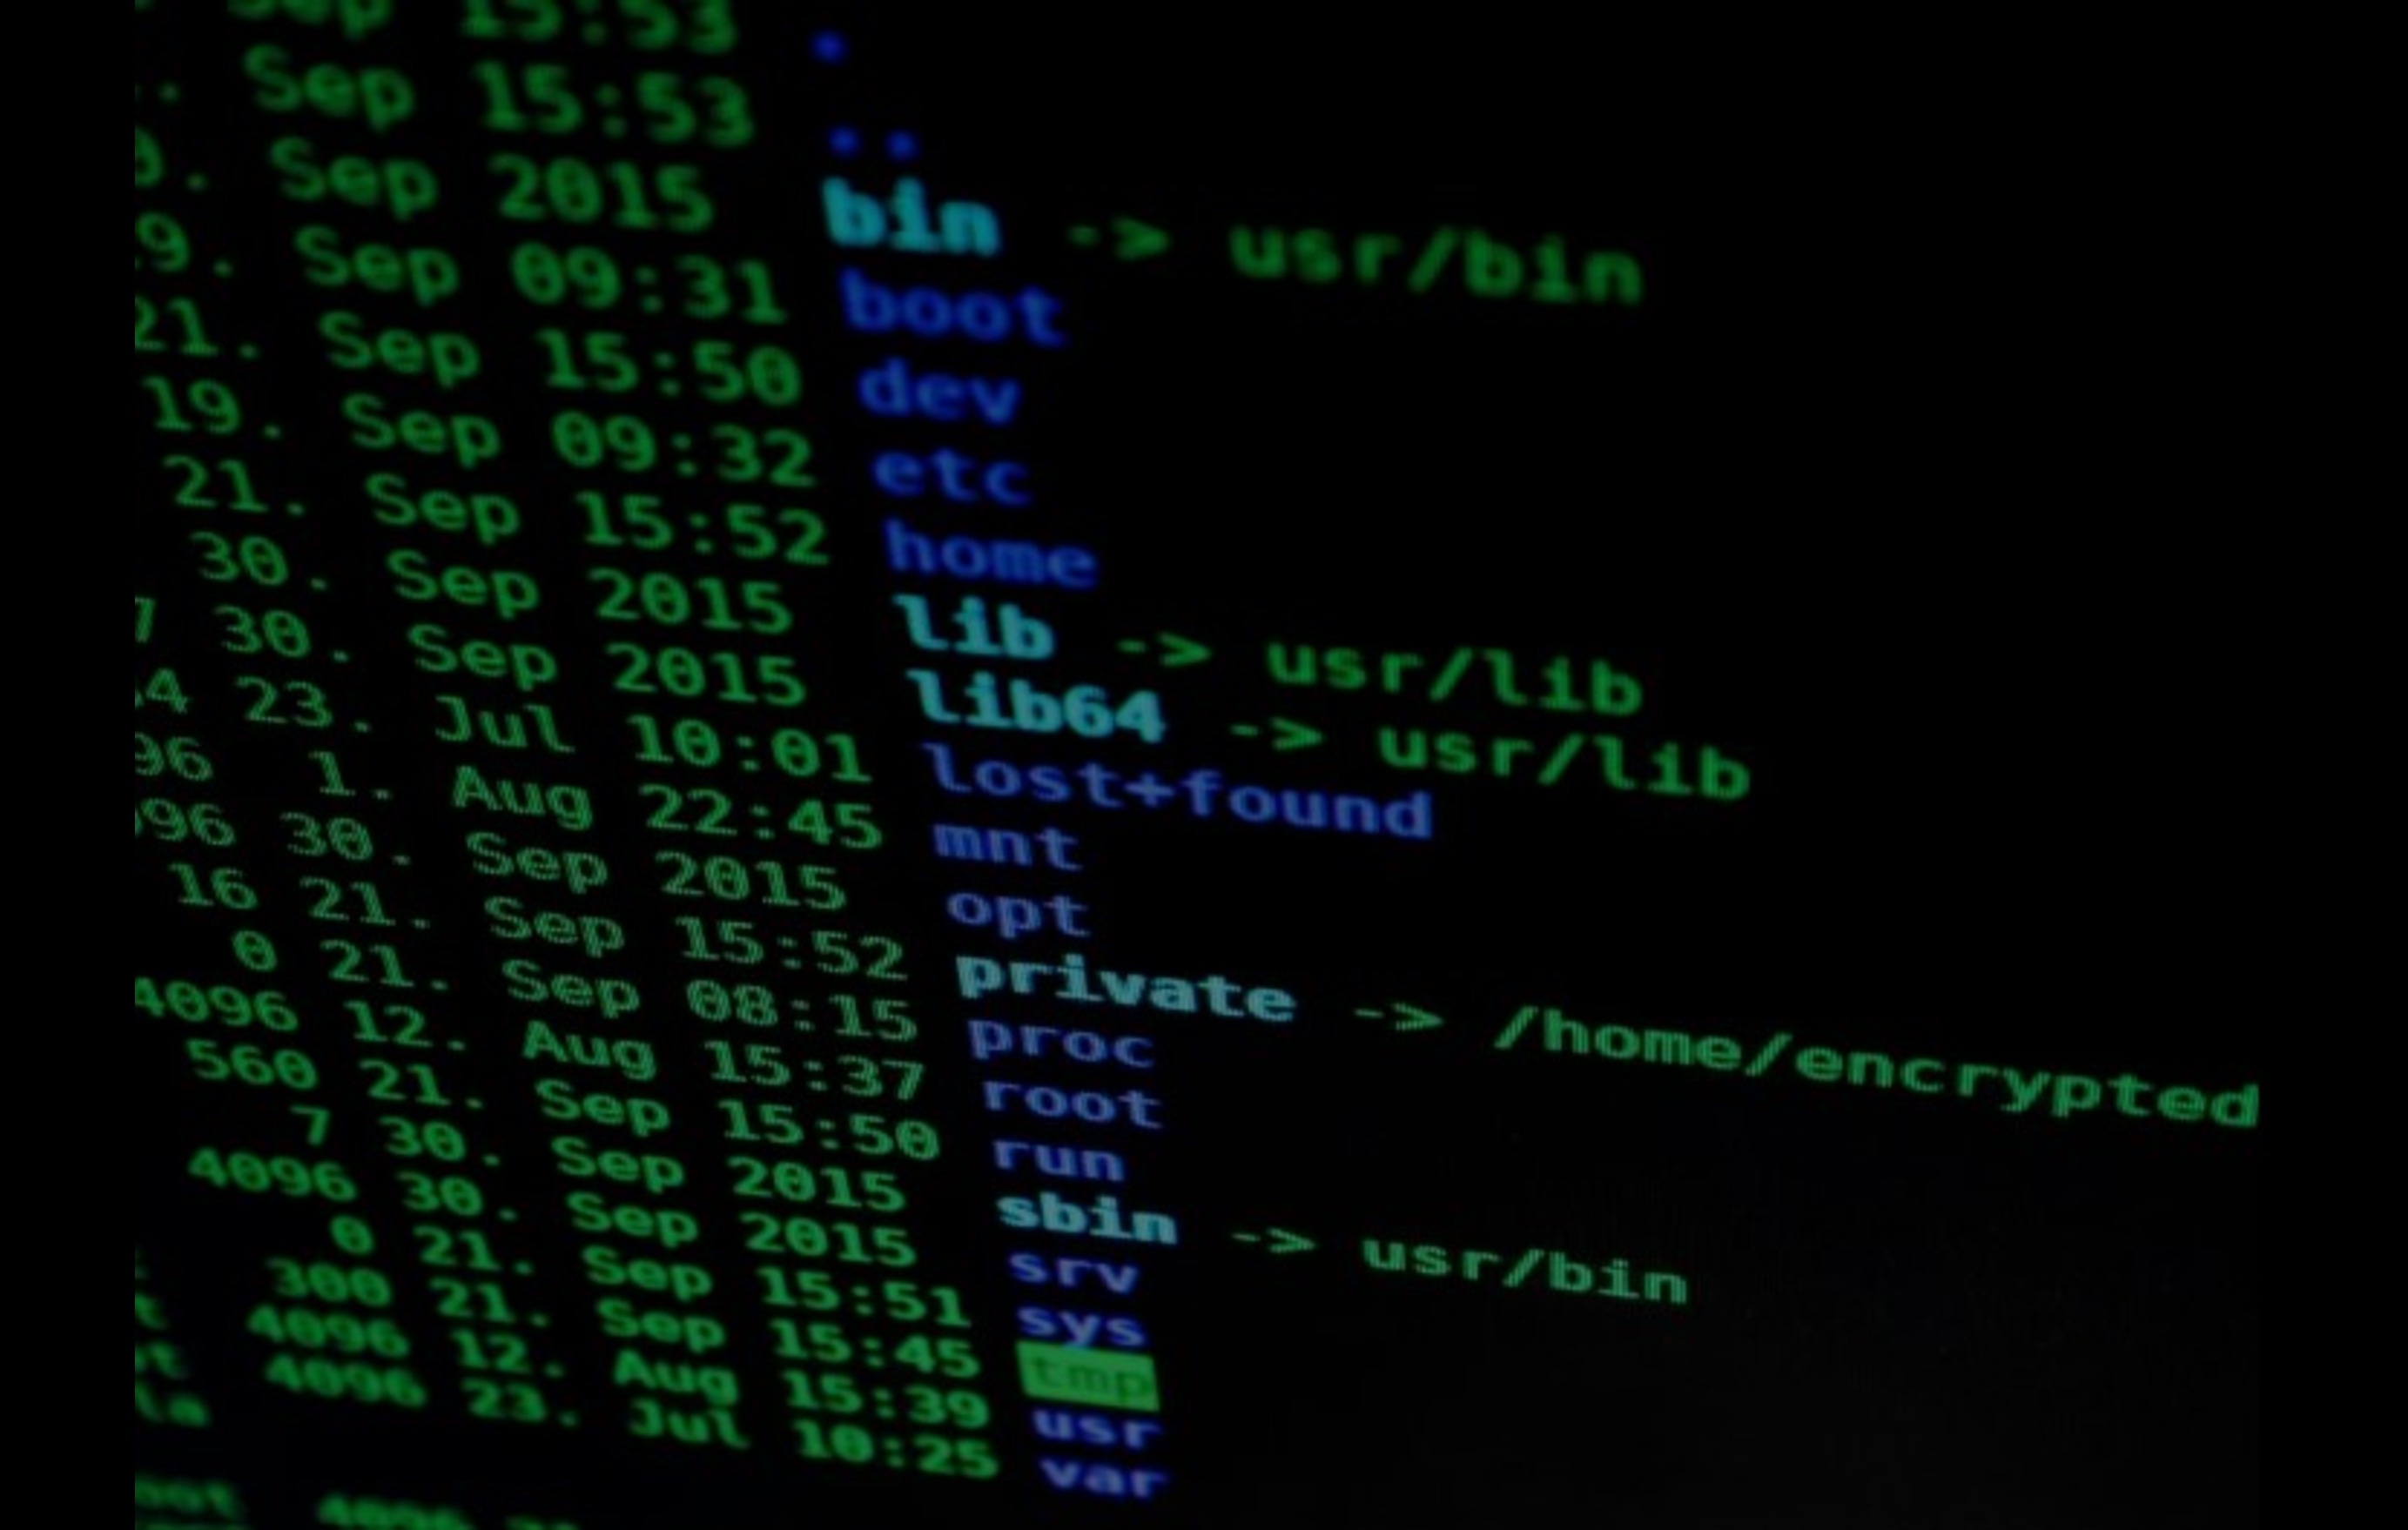 Sep 15:53 .
. Sep 15:53 ..
0. Sep 2015 bin -> usr/bin
9. Sep 09:31 boot
21. Sep 15:50 dev
19. Sep 09:32 etc
21. Sep 15:52 home
30. Sep 2015 lib -> usr/lib
7 30. Sep 2015 lib64 -> usr/lib
4 23. Jul 10:01 lost+found
96 1. Aug 22:45 mnt
96 30. Sep 2015 opt
16 21. Sep 15:52 private -> /home/encrypted
0 21. Sep 08:15 proc
4096 12. Aug 15:37 root
560 21. Sep 15:50 run
7 30. Sep 2015 sbin -> usr/bin
4096 30. Sep 2015 srv
0 21. Sep 15:51 sys
300 21. Sep 15:45 tmp
4096 12. Aug 15:39 usr
4096 23. Jul 10:25 var
4096